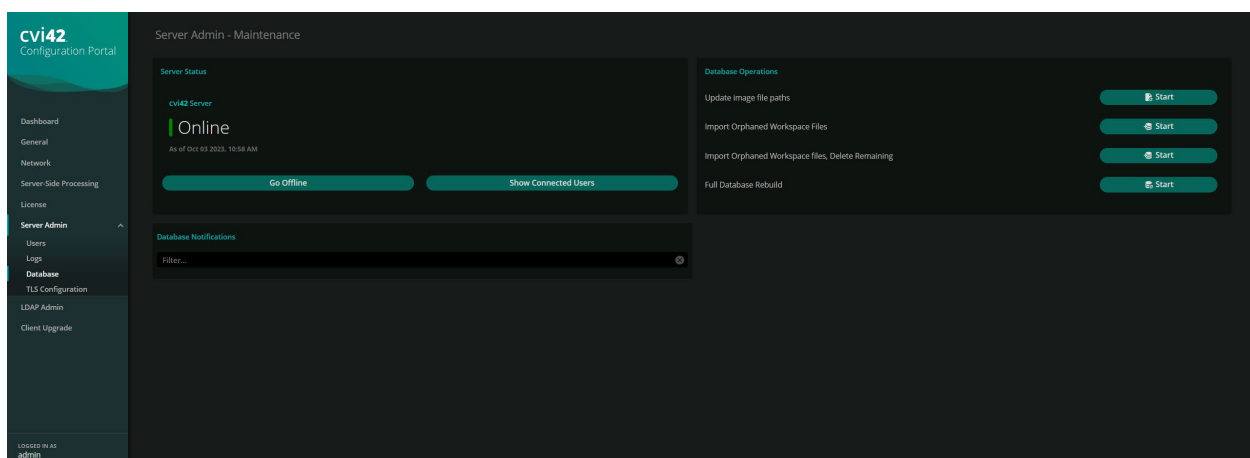 cvi42
Configuration Portal
Dashboard
General
Network
Server-Side Processing
License
Server Admin
Users
Logs
Database
TLS Configuration
LDAP Admin
Client Upgrade
LOGGED IN AS
admin
Server Admin - Maintenance
Server Status
cvi42 Server
Online
As of Oct 03 2023, 10:58 AM
Go Offline
Show Connected Users
Database Operations
Update image file paths
Start
Import Orphaned Workspace Files
Start
Import Orphaned Workspace files, Delete Remaining
Start
Full Database Rebuild
Start
Database Notifications
Filter...